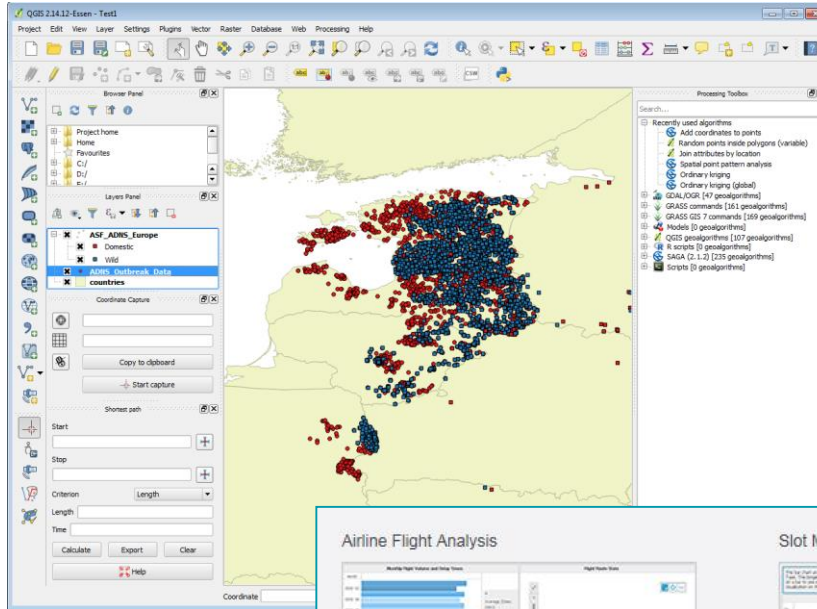 QGIS 2.14.12-Essen - Test1
Project Edit View Layer Settings Plugins Vector Raster Database Web Processing Help
Browser Panel
Project home
Home
Favourites
C:/
D:/
Layers Panel
ASF_ADNS_Europe
Domestic
Wild
ADNS_Outbreak_Data
countries
Coordinate Capture
Copy to clipboard
Start capture
Shortest path
Start
Stop
Criterion Length
Length
Time
Calculate Export Clear
Help
Coordinate
Processing Toolbox
Search...
Recently used algorithms
Add coordinates to points
Random points inside polygons (variable)
Join attributes by location
Spatial point pattern analysis
Ordinary kriging
Ordinary kriging (global)
GDAL/OGR [47 geoalgorithms]
GRASS commands [161 geoalgorithms]
GRASS GIS 7 commands [169 geoalgorithms]
Models [0 geoalgorithms]
QGIS geoalgorithms [107 geoalgorithms]
R scripts [0 geoalgorithms]
SAGA (2.1.2) [235 geoalgorithms]
Scripts [0 geoalgorithms]
Airline Flight Analysis
Monthly Flight Volume and Delay Times
Slot M